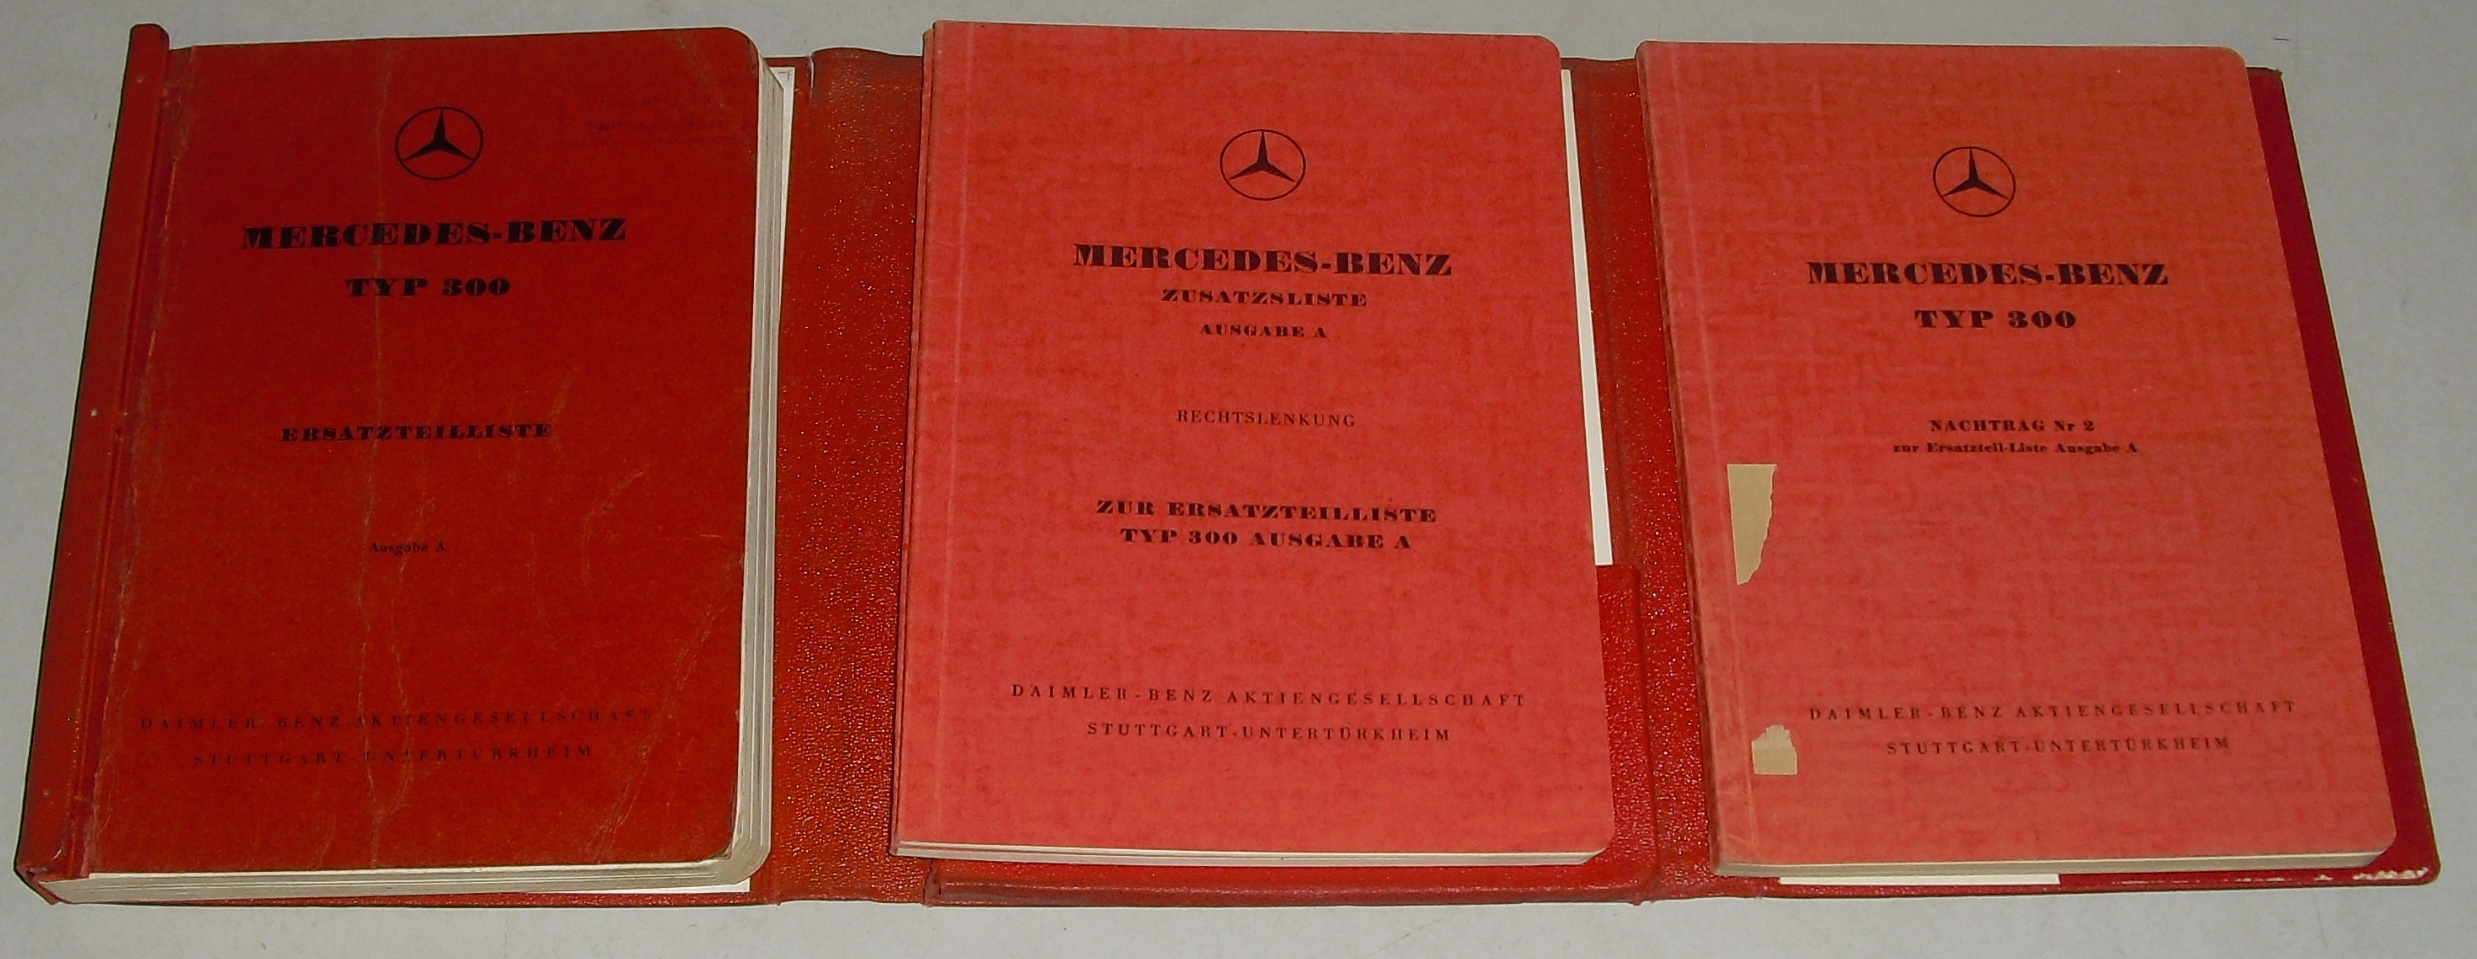 MERCEDES-BENZ
TYP 300
ERSATZTEILLISTE
Ausgabe A
DAIMLER-BENZ AKTIENGESELLSCHAFT
STUTTGART-UNTERTÜRKHEIM
MERCEDES-BENZ
ZUSATZSLISTE
AUSGABE A
RECHTSLENKUNG
ZUR ERSATZTEILLISTE
TYP 300 AUSGABE A
DAIMLER-BENZ AKTIENGESELLSCHAFT
STUTTGART-UNTERTÜRKHEIM
MERCEDES-BENZ
TYP 300
NACHTRAG Nr 2
zur Ersatzteil-Liste Ausgabe A
DAIMLER-BENZ AKTIENGESELLSCHAFT
STUTTGART-UNTERTÜRKHEIM